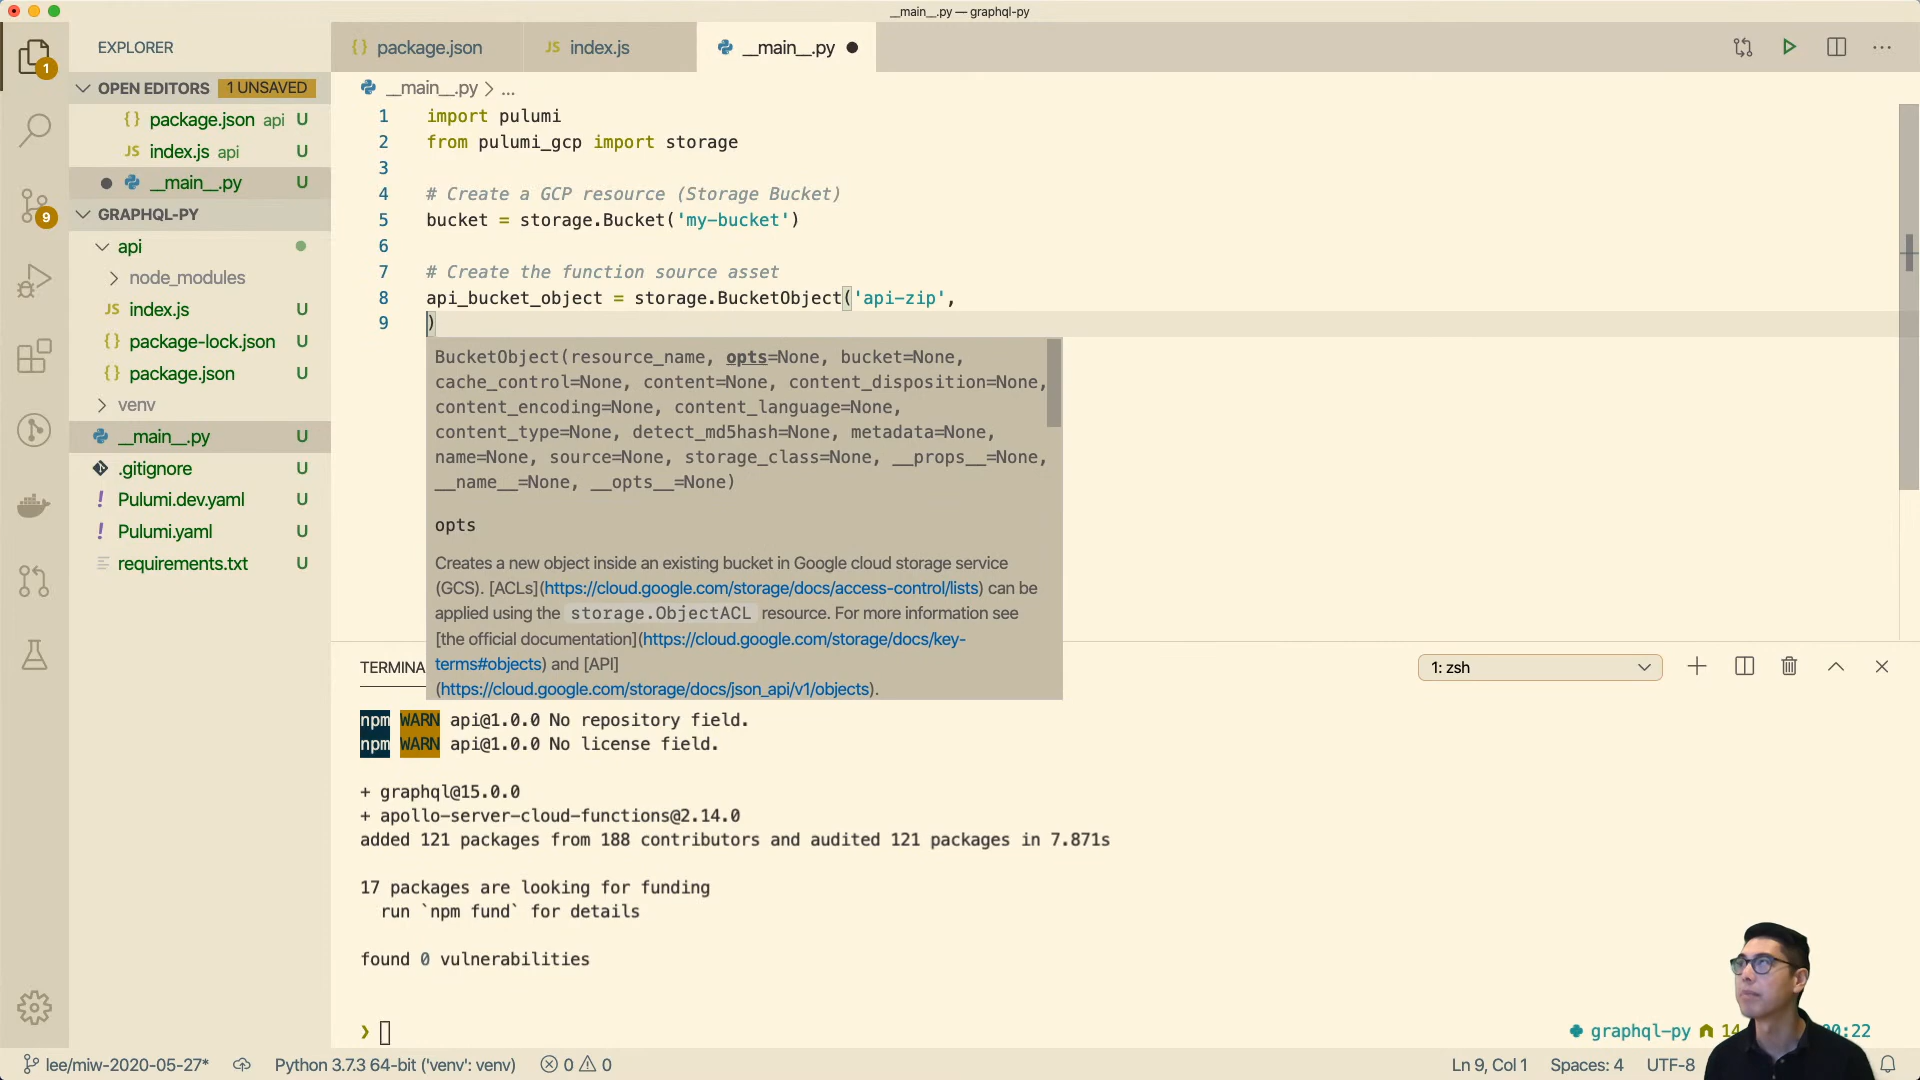 __main__.py — graphql-py
EXPLORER
package.json
JS index.js
__main__.py
1
OPEN EDITORS 1 UNSAVED
{} package.json api U
JS index.js api U
__main__.py U
GRAPHQL-PY
api
node_modules
JS index.js U
package-lock.json U
package.json U
venv
__main__.py U
.gitignore U
! Pulumi.dev.yaml U
! Pulumi.yaml U
requirements.txt U
9
__main__.py > ...
1 import pulumi
2 from pulumi_gcp import storage
3
4 # Create a GCP resource (Storage Bucket)
5 bucket = storage.Bucket('my-bucket')
6
7 # Create the function source asset
8 api_bucket_object = storage.BucketObject('api-zip',
9 )
BucketObject(resource_name, opts=None, bucket=None,
cache_control=None, content=None, content_disposition=None,
content_encoding=None, content_language=None,
content_type=None, detect_md5hash=None, metadata=None,
name=None, source=None, storage_class=None, __props__=None,
__name__=None, __opts__=None)
opts
Creates a new object inside an existing bucket in Google cloud storage service
(GCS). [ACLs](https://cloud.google.com/storage/docs/access-control/lists) can be
applied using the storage.ObjectACL resource. For more information see
[the official documentation](https://cloud.google.com/storage/docs/key-
terms#objects) and [API]
(https://cloud.google.com/storage/docs/json_api/v1/objects).
TERMINA
1: zsh
npm WARN api@1.0.0 No repository field.
npm WARN api@1.0.0 No license field.
+ graphql@15.0.0
+ apollo-server-cloud-functions@2.14.0
added 121 packages from 188 contributors and audited 121 packages in 7.871s
17 packages are looking for funding
run `npm fund` for details
found 0 vulnerabilities
❯
graphql-py 14 00:22
lee/miw-2020-05-27* Python 3.7.3 64-bit ('venv': venv) 0 0
Ln 9, Col 1 Spaces: 4 UTF-8